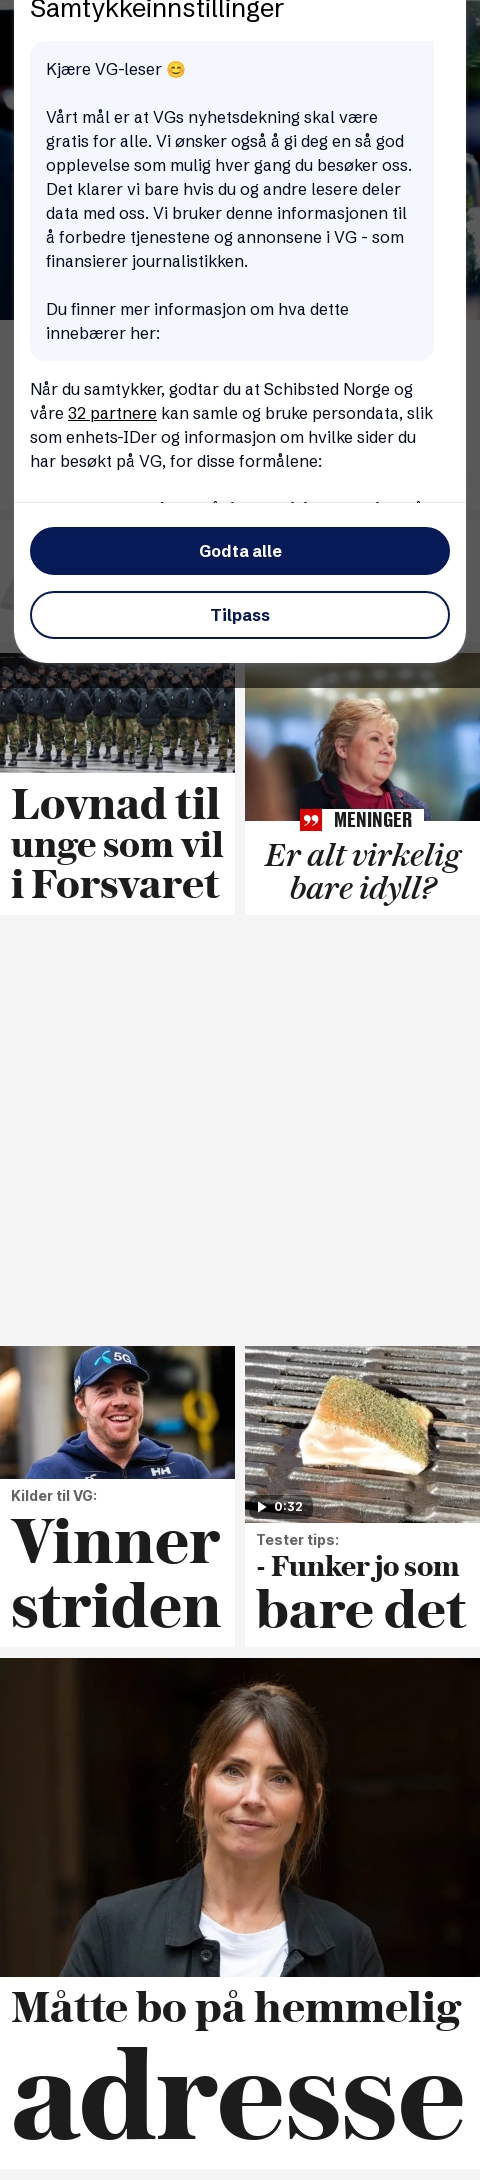 Samtykkeinnstillinger
Kjære VG-leser 😊
Vårt mål er at VGs nyhetsdekning skal være
gratis for alle. Vi ønsker også å gi deg en så god
opplevelse som mulig hver gang du besøker oss.
Det klarer vi bare hvis du og andre lesere deler
data med oss. Vi bruker denne informasjonen til
å forbedre tjenestene og annonsene i VG - som
finansierer journalistikken.
Du finner mer informasjon om hva dette
innebærer her:
Når du samtykker, godtar du at Schibsted Norge og
våre 32 partnere kan samle og bruke persondata, slik
som enhets-IDer og informasjon om hvilke sider du
har besøkt på VG, for disse formålene:
Godta alle
Tilpass
Lovnad til
unge som vil
i Forsvaret
MENINGER
Er alt virkelig
bare idyll?
5G
HH
Kilder til VG:
Vinner
striden
0:32
Tester tips:
- Funker jo som
bare det
Måtte bo på hemmelig
adresse